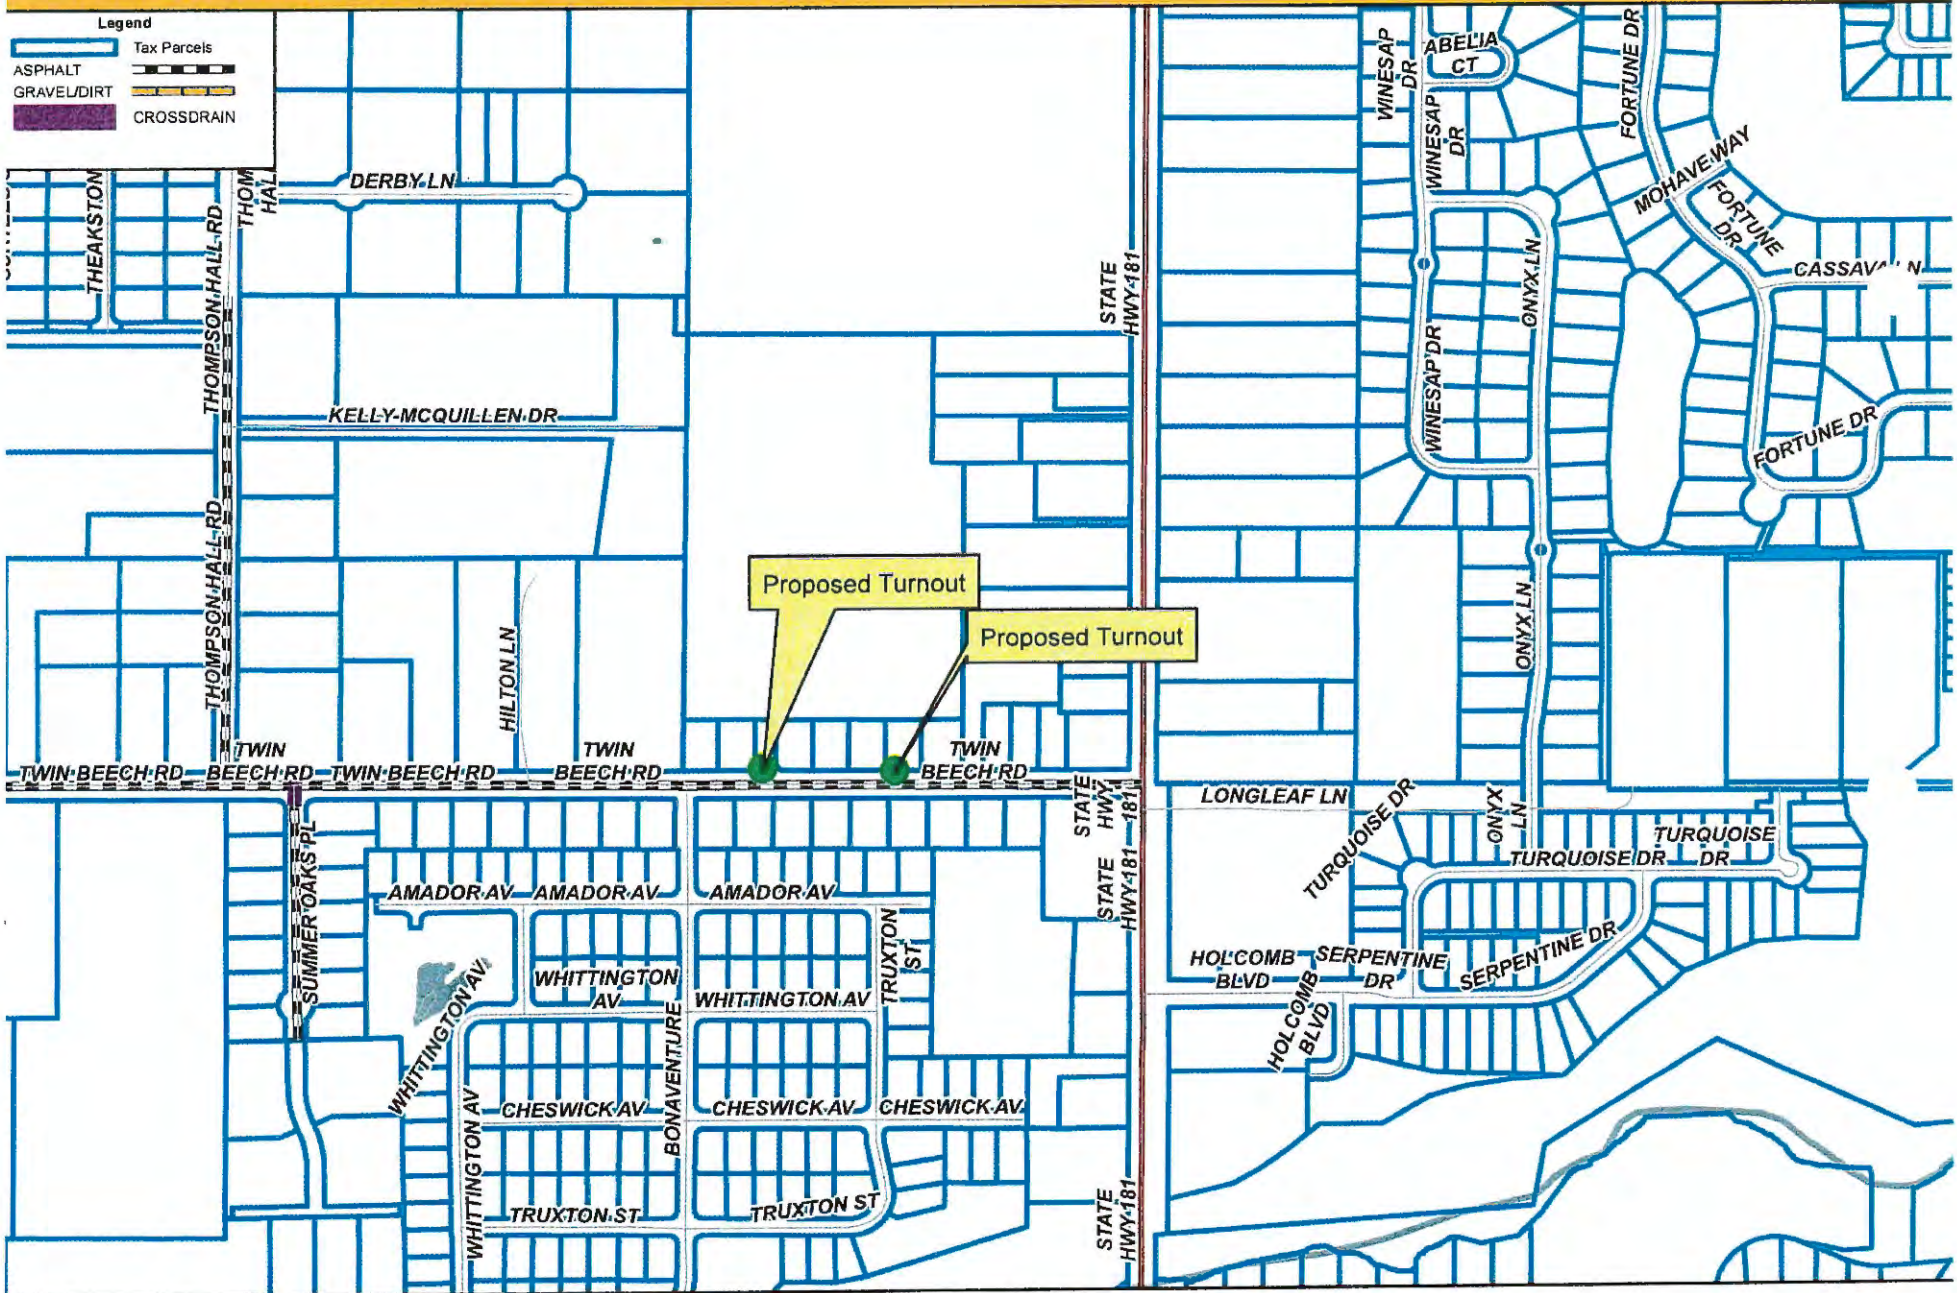 Legend
Tax Parcels
ASPHALT
GRAVEL/DIRT
CROSSDRAIN
THEAKSTON
THOMPSON HALL RD
THOM
HAL
DERBY LN
KELLY MCQUILLEN DR
THOMPSON HALL RD
THOMPSON HALL RD
HILTON LN
STATE
HWY 181
WINESAP
DR
ABELIA
CT
WINESAP
DR
FORTUNE DR
MOHAVE WAY
FORTUNE
DR
CASSAVA LN
ONYX LN
WINESAP DR
FORTUNE DR
Proposed Turnout
Proposed Turnout
ONYX LN
TWIN BEECH RD
TWIN
BEECH RD
TWIN BEECH RD
TWIN
BEECH RD
TWIN
BEECH RD
STATE
HWY
181
LONGLEAF LN
TURQUOISE DR
ONYX
LN
TURQUOISE DR
TURQUOISE
DR
SUMMER OAKS PL
AMADOR AV
AMADOR AV
AMADOR AV
TRUXTON
ST
STATE
HWY 181
HOLCOMB
BLVD
SERPENTINE
DR
SERPENTINE DR
HOLCOMB
BLVD
WHITTINGTON AV
WHITTINGTON
AV
WHITTINGTON AV
BONAVENTURE
WHITTINGTON AV
CHESWICK AV
CHESWICK AV
CHESWICK AV
TRUXTON ST
TRUXTON ST
STATE
HWY 181